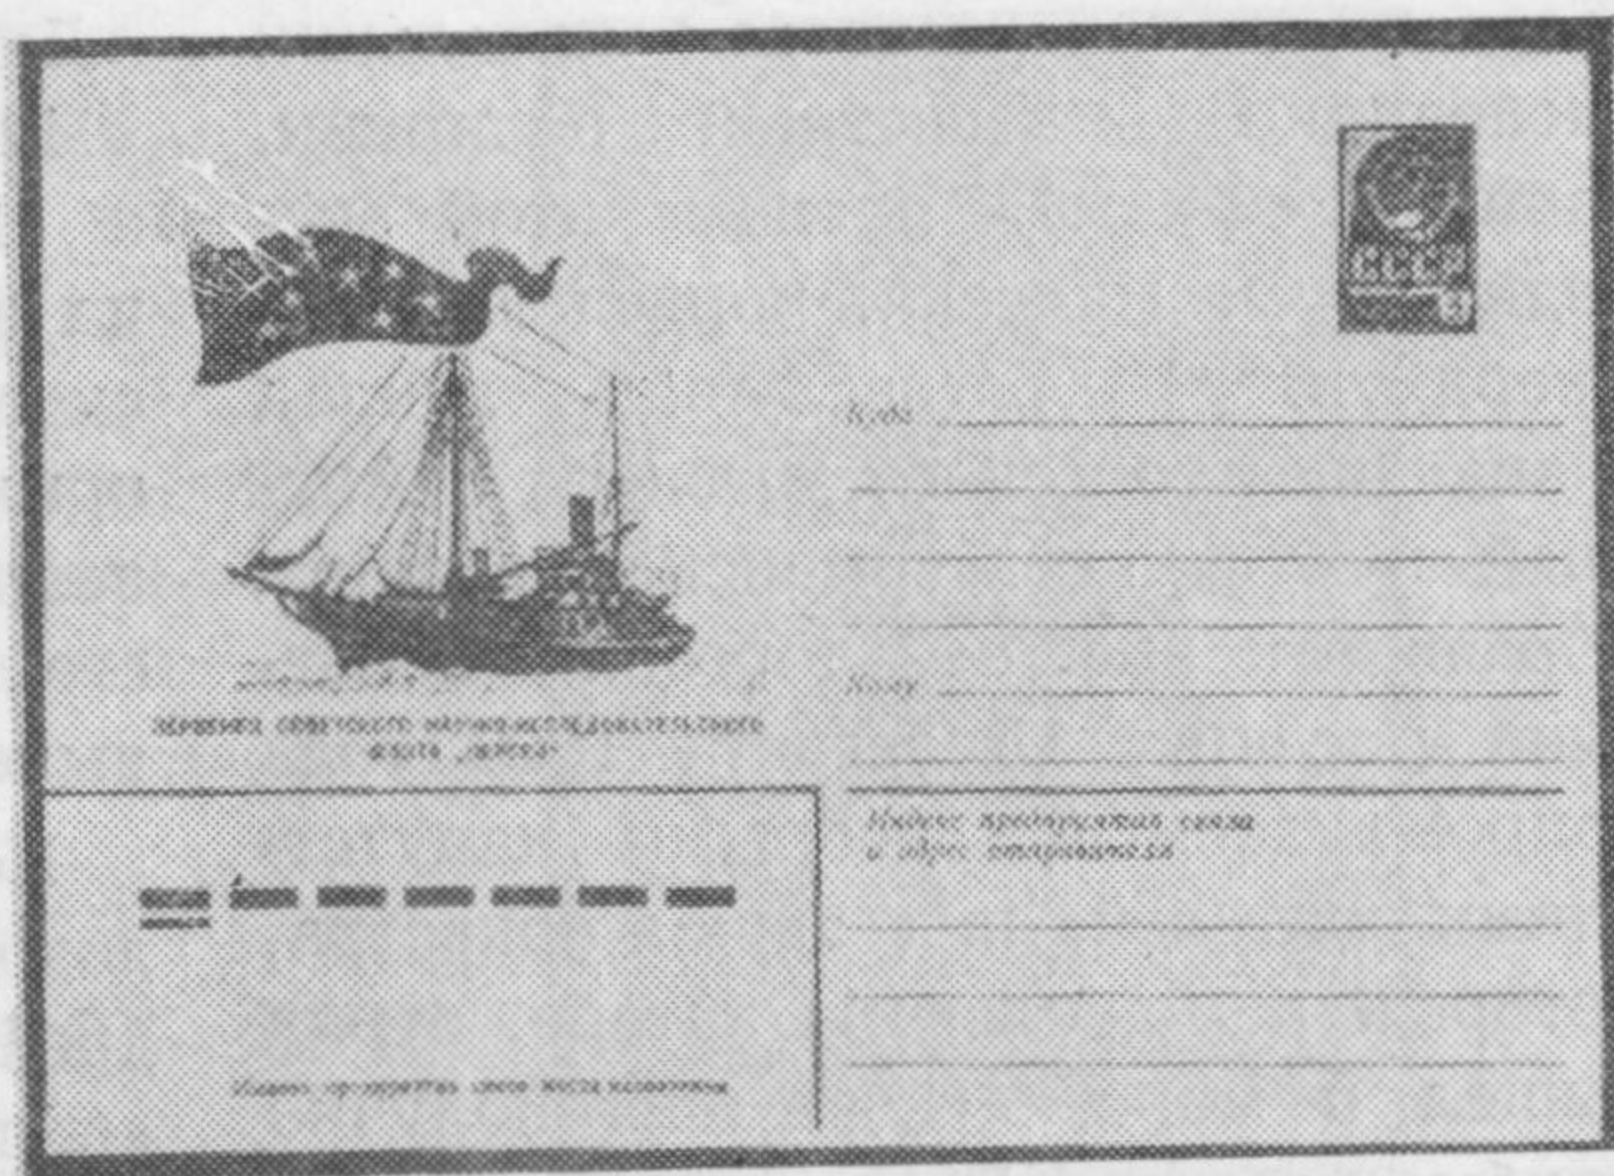 СССР
Куда
Кому
ПЕРВЕНЕЦ СОВЕТСКОГО НАУЧНО-ИССЛЕДОВАТЕЛЬСКОГО
ФЛОТА „ПЕРСЕЙ“
Индекс предприятия связи
и адрес отправителя
Индекс предприятия связи места назначения